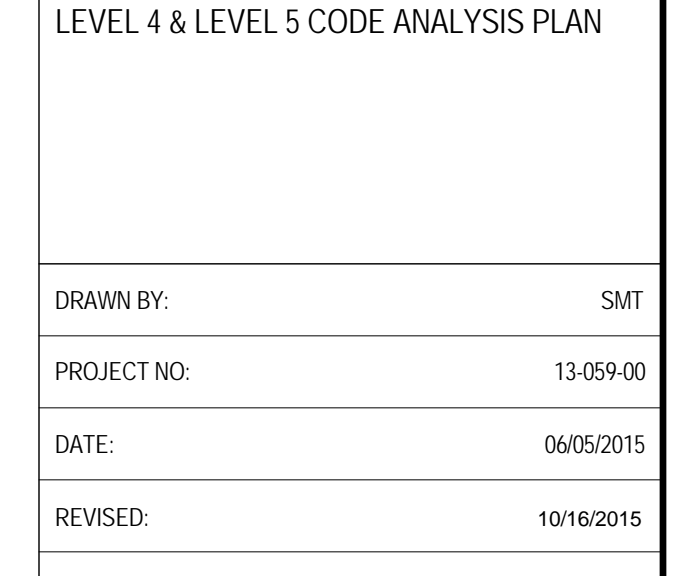 LEVEL 4 & LEVEL 5 CODE ANALYSIS PLAN
DRAWN BY: SMT
PROJECT NO: 13-059-00
DATE: 06/05/2015
REVISED: 10/16/2015